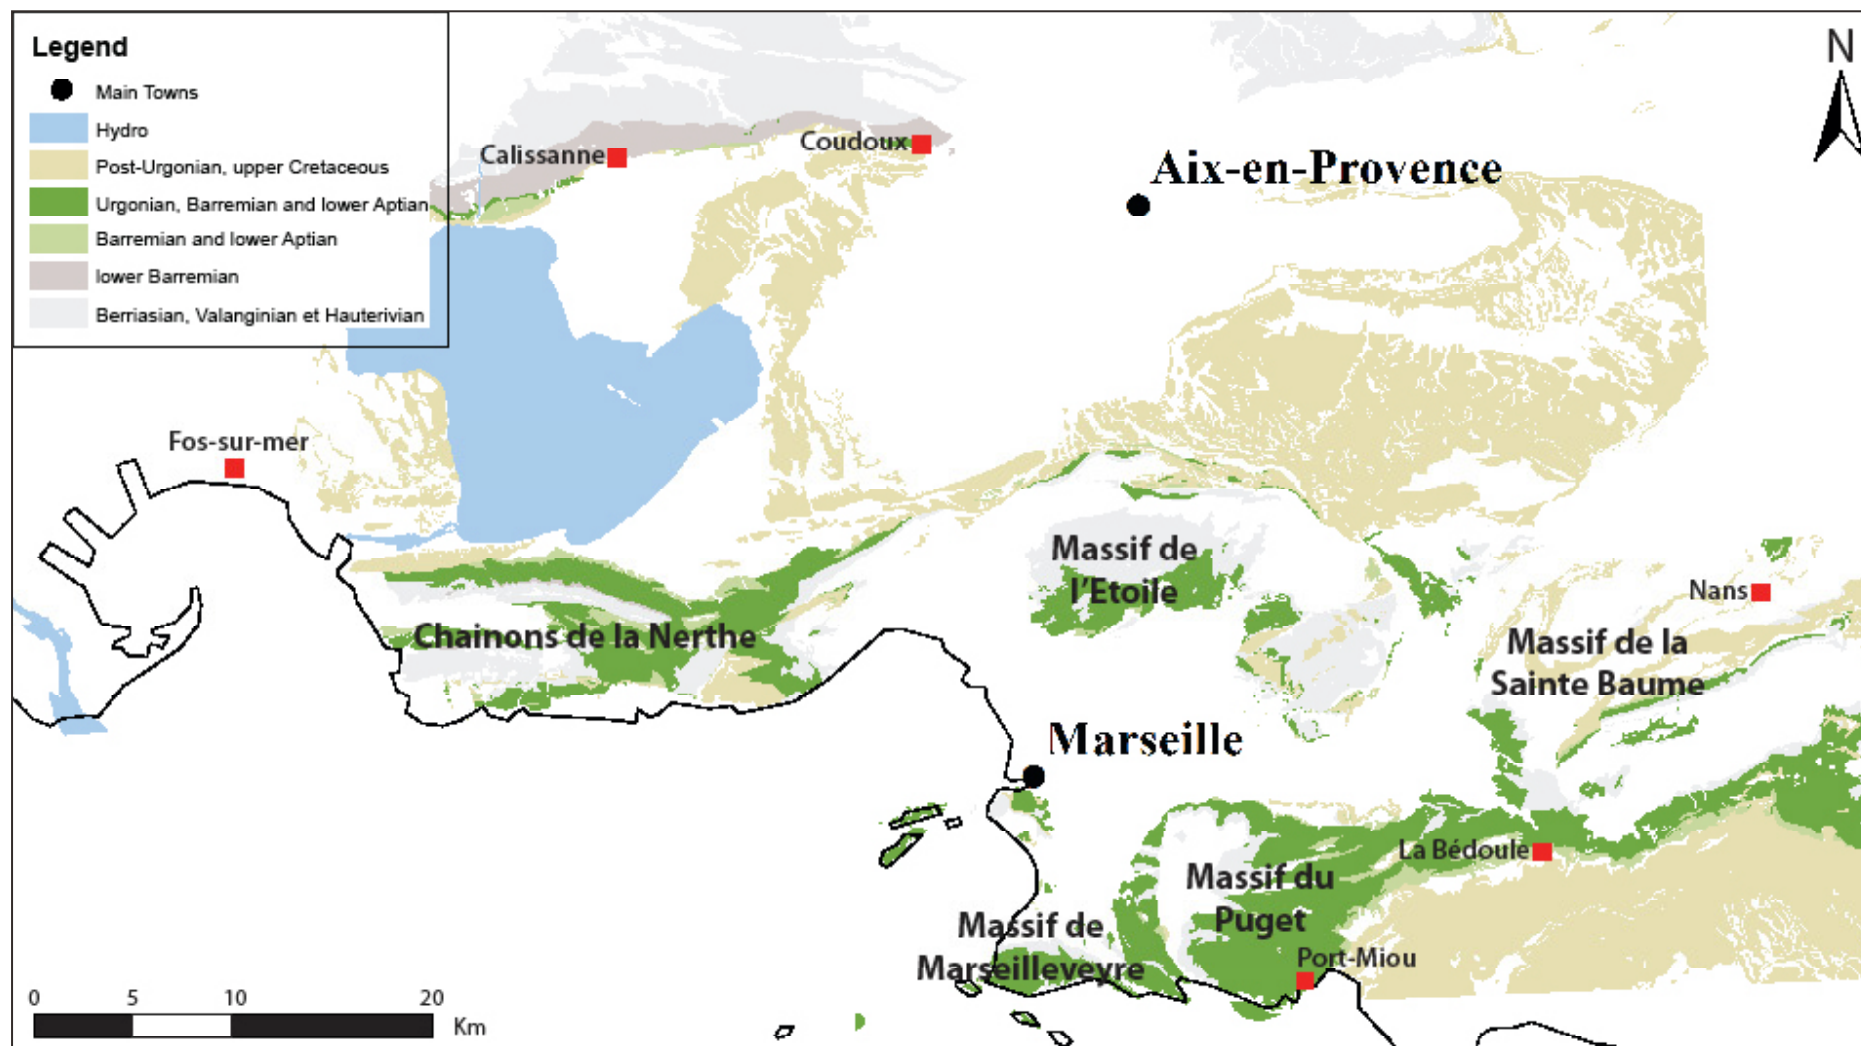 Legend
Main Towns
Hydro
Post-Urgonian, upper Cretaceous
Urgonian, Barremian and lower Aptian
Barremian and lower Aptian
lower Barremian
Berriasian, Valanginian et Hauterivian
N
Calissanne
Coudoux
Aix-en-Provence
Fos-sur-mer
Massif de
l'Etoile
Nans
Chainons de la Nerthe
Massif de la
Sainte Baume
Marseille
La Bédoule
Massif du
Puget
Massif de
Marseilleveyre
Port-Miou
0 5 10 20
Km